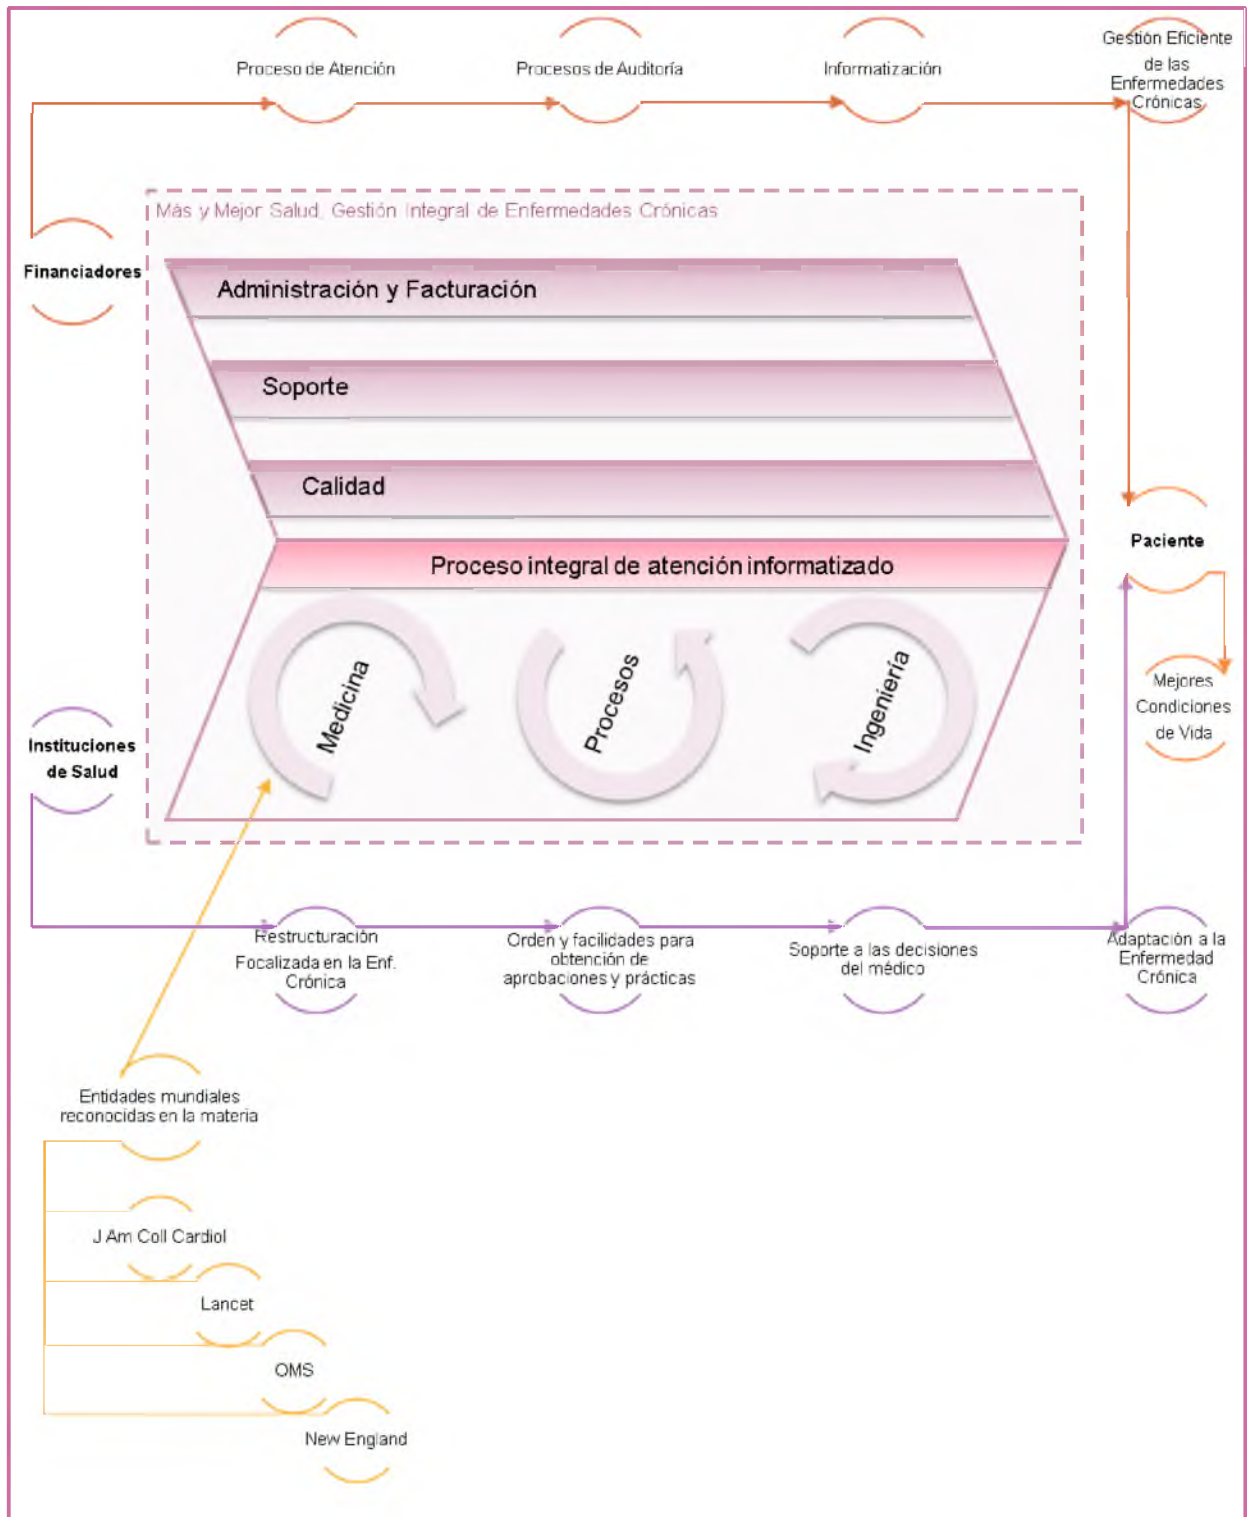 Proceso de Atención
Procesos de Auditoría
Informatización
Gestión Eficiente
de las
Enfermedades
Crónicas
Más y Mejor Salud, Gestión Integral de Enfermedades Crónicas
Financiadores
Administración y Facturación
Soporte
Calidad
Proceso integral de atención informatizado
Medicina
Procesos
Ingeniería
Paciente
Mejores
Condiciones
de Vida
Instituciones
de Salud
Restructuración
Focalizada en la Enf.
Crónica
Orden y facilidades para
obtención de
aprobaciones y prácticas
Soporte a las decisiones
del médico
Adaptación a la
Enfermedad
Crónica
Entidades mundiales
reconocidas en la materia
J Am Coll Cardiol
Lancet
OMS
New England